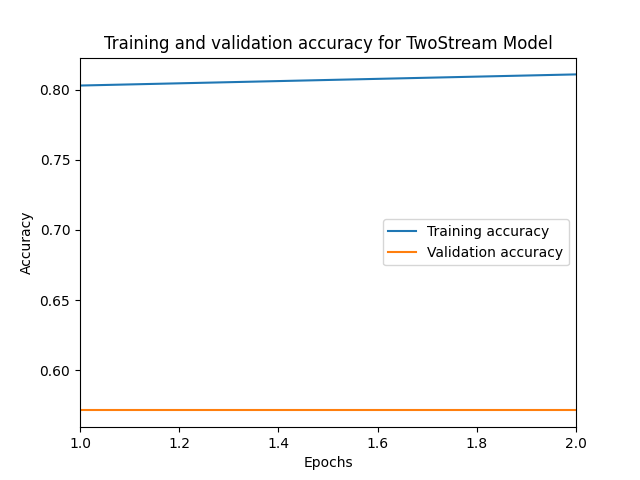 Training and validation accuracy for TwoStream Model
0.80
0.75
0.70
0.65
0.60
Accuracy
Training accuracy
Validation accuracy
1.0 1.2 1.4 1.6 1.8 2.0
Epochs